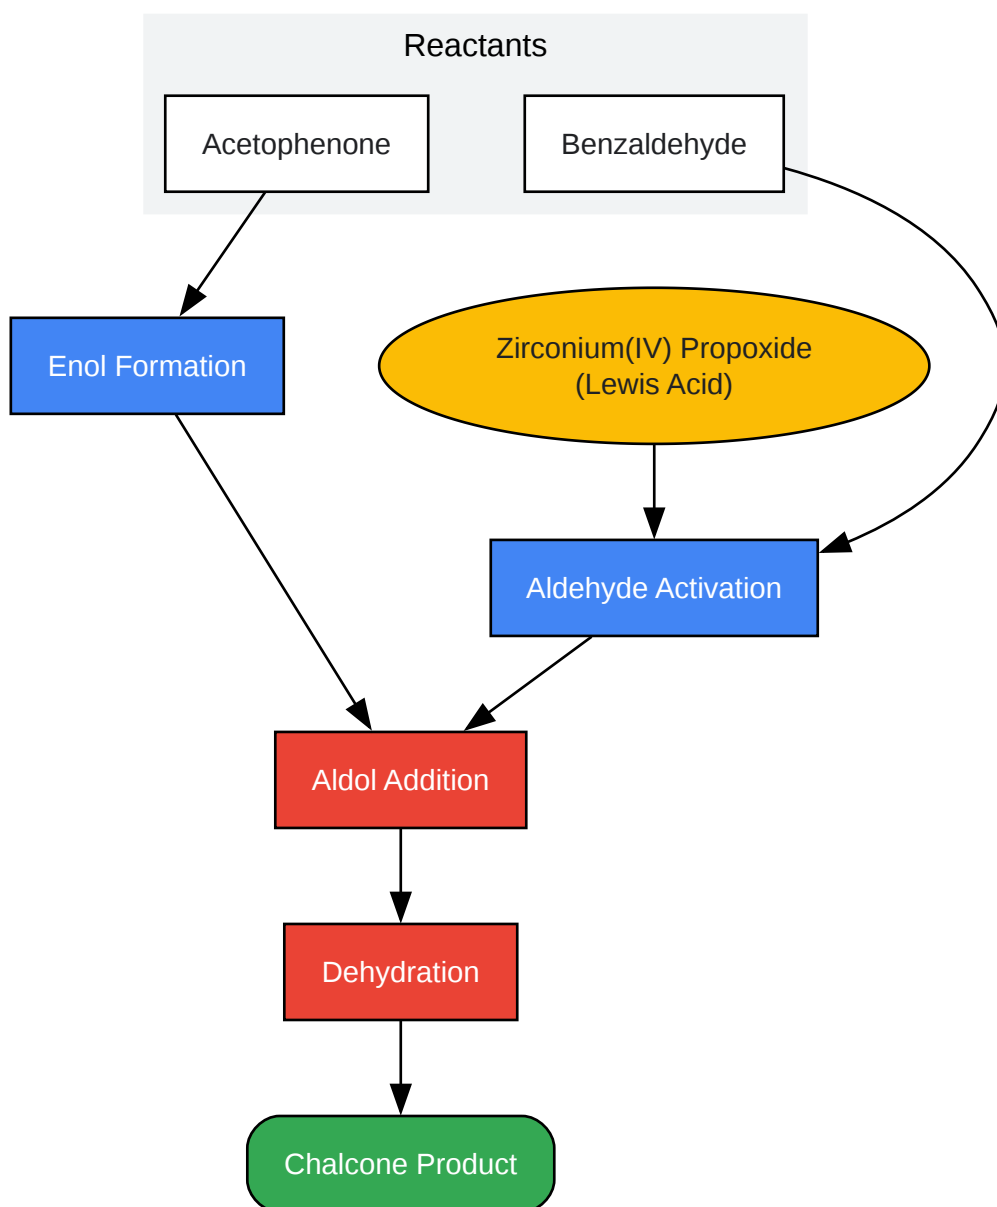 Reactants
Acetophenone
Benzaldehyde
Enol Formation
Zirconium(IV) Propoxide
(Lewis Acid)
Aldehyde Activation
Aldol Addition
Dehydration
Chalcone Product